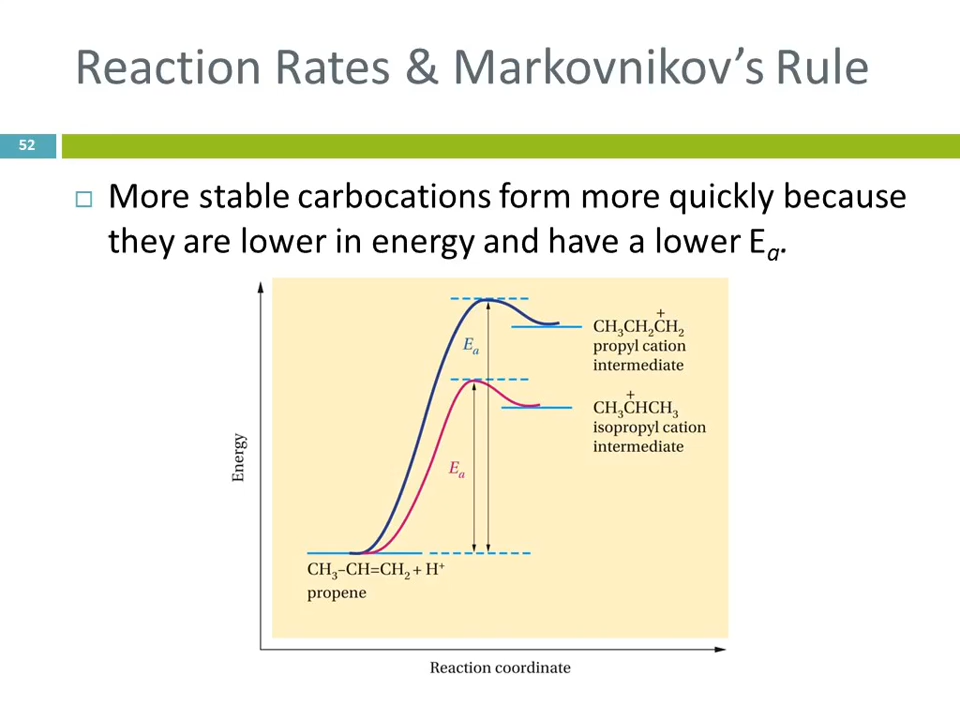 Reaction Rates & Markovnikov's Rule
52
More stable carbocations form more quickly because
they are lower in energy and have a lower Eₐ.
+
CH₃CH₂CH₂
propyl cation
intermediate
Eₐ
+
CH₃CHCH₃
isopropyl cation
intermediate
Energy
Eₐ
CH₃–CH=CH₂ + H⁺
propene
Reaction coordinate